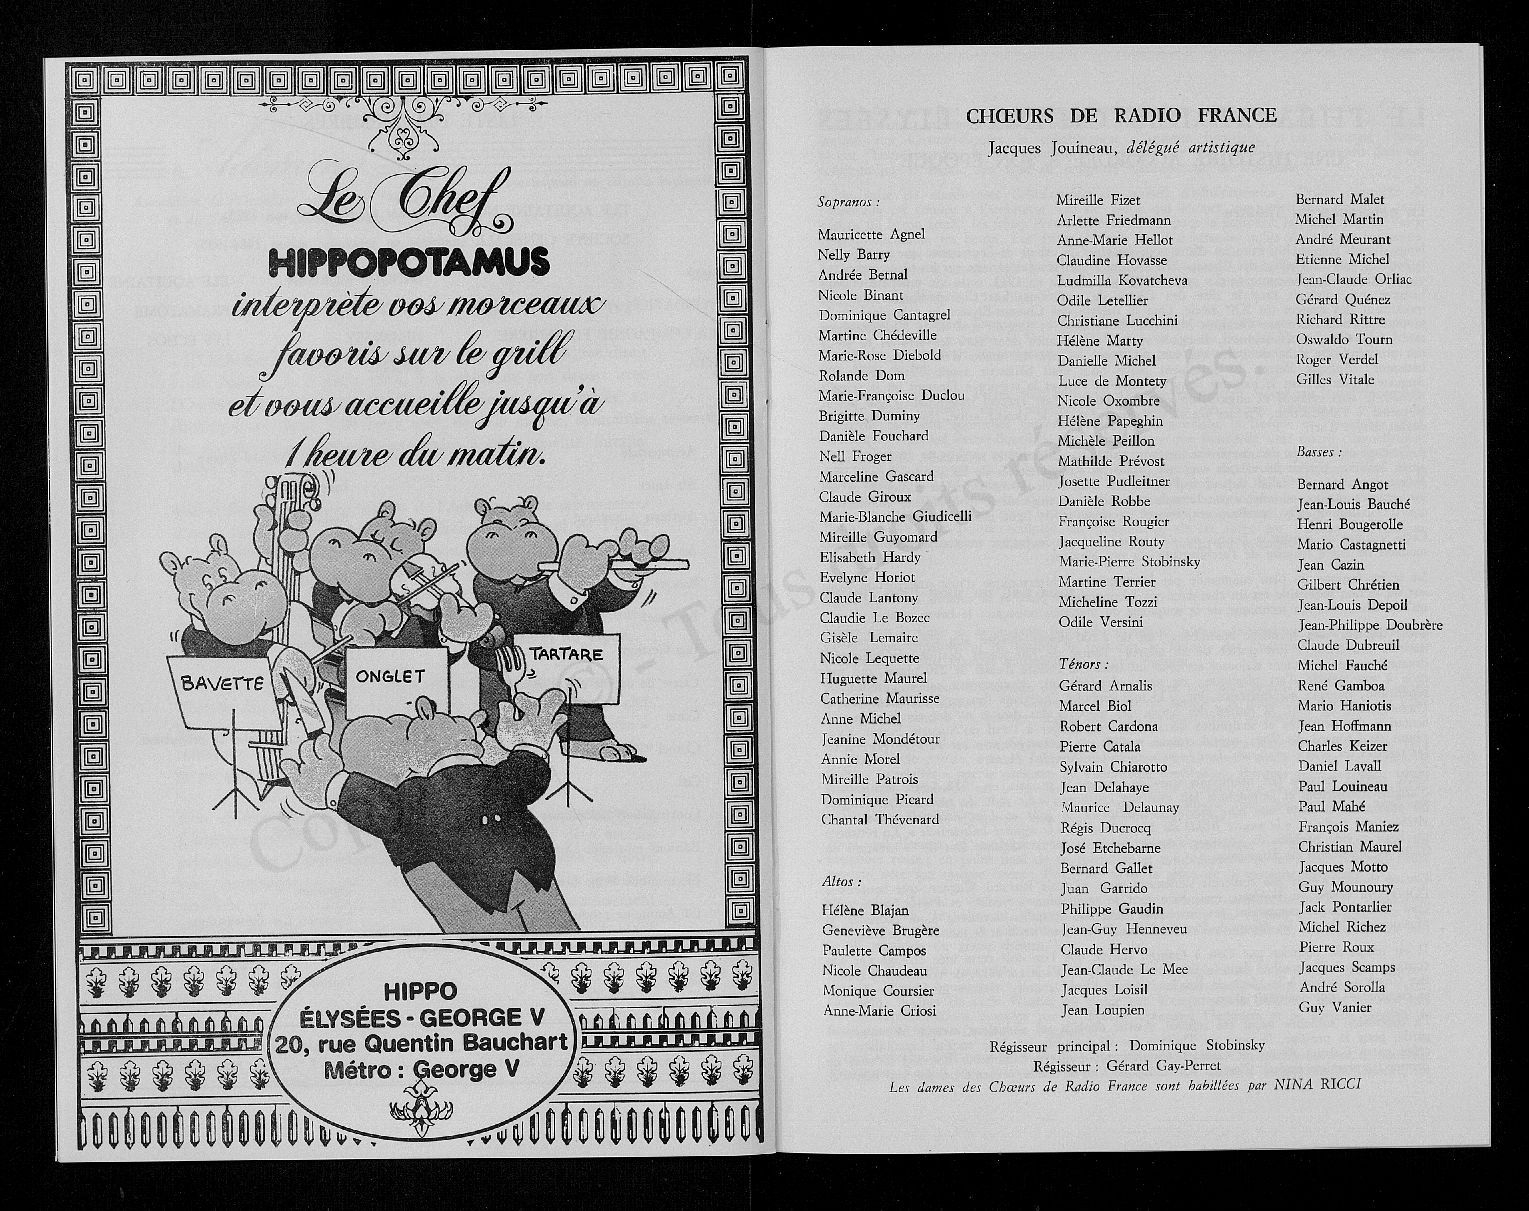 Le Chef
HIPPOPOTAMUS
interprète vos morceaux
favoris sur le grill
et vous accueille jusqu'à
1 heure du matin.
BAVETTE
ONGLET
TARTARE
HIPPO
ÉLYSÉES - GEORGE V
20, rue Quentin Bauchart
Métro : George V
CHŒURS DE RADIO FRANCE
Jacques Jouineau, délégué artistique
Sopranos :
Mauricette Agnel
Nelly Barry
Andrée Bernal
Nicole Binant
Dominique Cantagrel
Martine Chédeville
Marie-Rose Diebold
Rolande Dom
Marie-Françoise Duclou
Brigitte Duminy
Danièle Fouchard
Nell Froger
Marceline Gascard
Claude Giroux
Marie-Blanche Giudicelli
Mireille Guyomard
Elisabeth Hardy
Evelyne Horiot
Claude Lantony
Claudie Le Bozec
Gisèle Lemaire
Nicole Lequette
Huguette Maurel
Catherine Maurisse
Anne Michel
Jeanine Mondétour
Annie Morel
Mireille Patrois
Dominique Picard
Chantal Thévenard
Altos :
Hélène Blajan
Geneviève Brugère
Paulette Campos
Nicole Chaudeau
Monique Coursier
Anne-Marie Criosi
Mireille Fizet
Arlette Friedmann
Anne-Marie Hellot
Claudine Hovasse
Ludmilla Kovatcheva
Odile Letellier
Christiane Lucchini
Hélène Marty
Danielle Michel
Luce de Montety
Nicole Oxombre
Hélène Papeghin
Michèle Peillon
Mathilde Prévost
Josette Pudleitner
Danièle Robbe
Françoise Rougier
Jacqueline Routy
Marie-Pierre Stobinsky
Martine Terrier
Micheline Tozzi
Odile Versini
Ténors :
Gérard Arnalis
Marcel Biol
Robert Cardona
Pierre Catala
Sylvain Chiarotto
Jean Delahaye
Maurice Delaunay
Régis Ducrocq
José Etchebarne
Bernard Gallet
Juan Garrido
Philippe Gaudin
Jean-Guy Henneveu
Claude Hervo
Jean-Claude Le Mee
Jacques Loisil
Jean Loupien
Bernard Malet
Michel Martin
André Meurant
Etienne Michel
Jean-Claude Orliac
Gérard Quénez
Richard Rittre
Oswaldo Tourn
Roger Verdel
Gilles Vitale
Basses :
Bernard Angot
Jean-Louis Bauché
Henri Bougerolle
Mario Castagnetti
Jean Cazin
Gilbert Chrétien
Jean-Louis Depoil
Jean-Philippe Doubrère
Claude Dubreuil
Michel Fauché
René Gamboa
Mario Haniotis
Jean Hoffmann
Charles Keizer
Daniel Lavall
Paul Louineau
Paul Mahé
François Maniez
Christian Maurel
Jacques Motto
Guy Mounoury
Jack Pontarlier
Michel Richez
Pierre Roux
Jacques Scamps
André Sorolla
Guy Vanier
Régisseur principal : Dominique Stobinsky
Régisseur : Gérard Gay-Perret
Les dames des Chœurs de Radio France sont habillées par NINA RICCI